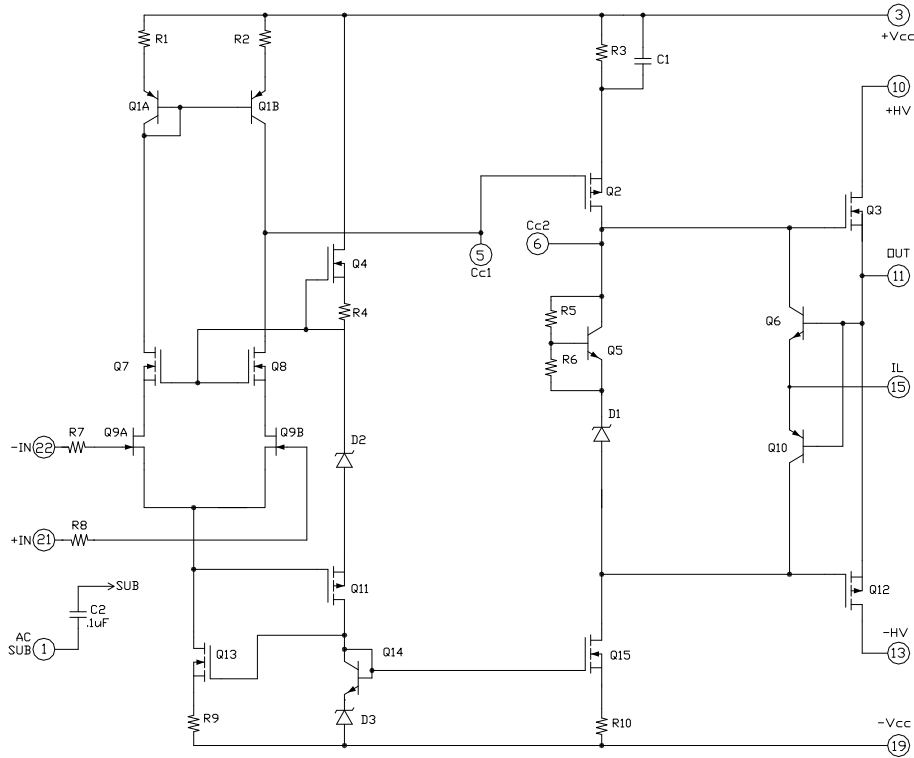 R1
R2
R3
C1
3
+Vcc
Q1A
Q1B
10
+HV
Q2
Q3
Cc2
6
5
Cc1
Q4
OUT
11
R4
R5
Q6
Q5
R6
Q7
Q8
IL
15
D1
Q9A
Q9B
R7
-IN 22
D2
Q10
R8
+IN 21
SUB
C2
.1uF
Q11
Q12
AC
SUB 1
Q13
Q14
Q15
-HV
13
R9
D3
R10
-Vcc
19